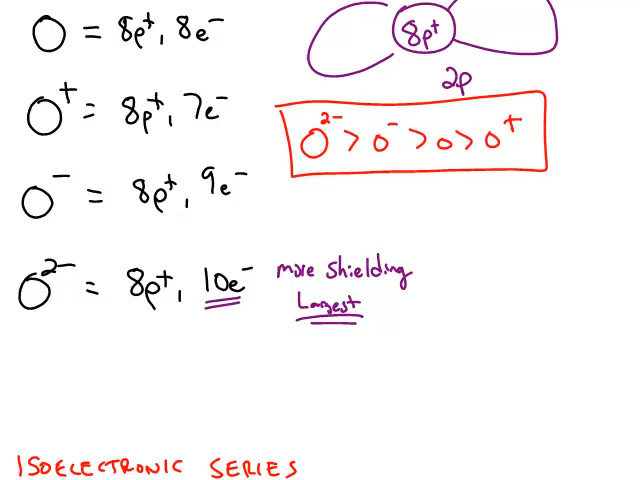 O = 8p⁺, 8e⁻
8p⁺
2p
O⁺ = 8p⁺, 7e⁻
O²⁻ > O⁻ > O > O⁺
O⁻ = 8p⁺, 9e⁻
O²⁻ = 8p⁺, 10e⁻ more shielding
Largest
ISOELECTRONIC SERIES